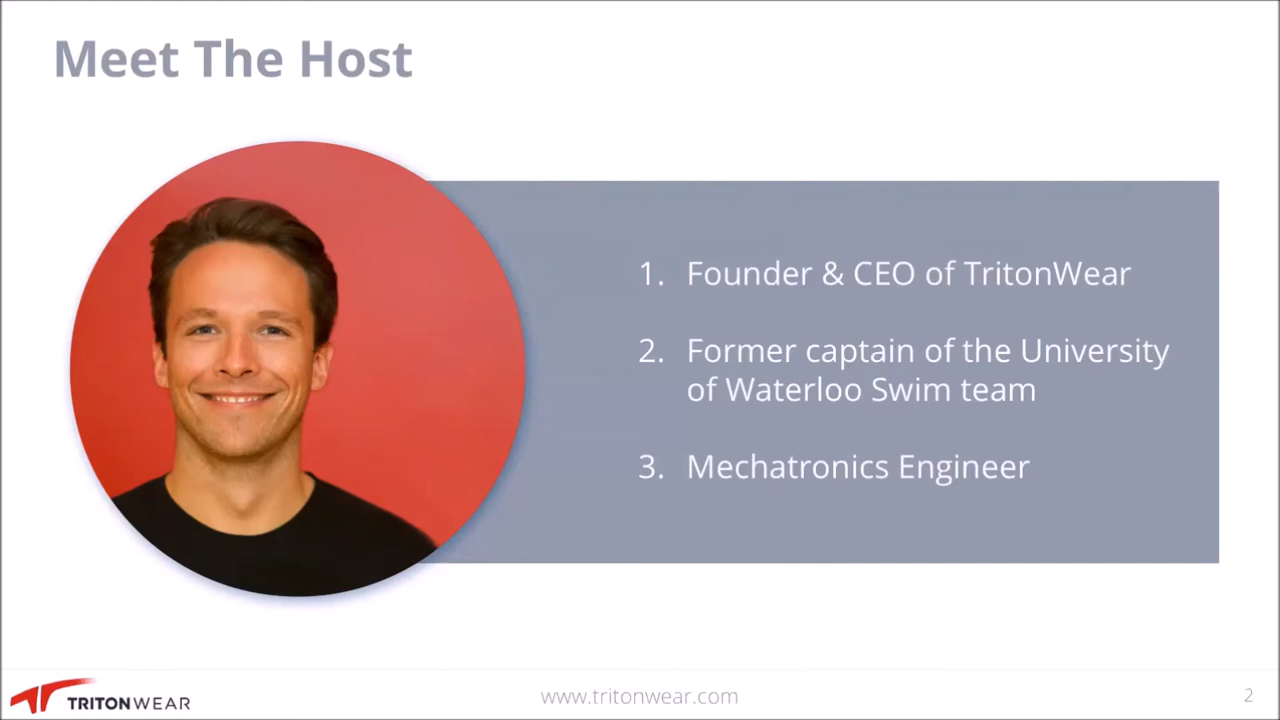 Meet The Host
1. Founder & CEO of TritonWear
2. Former captain of the University
of Waterloo Swim team
3. Mechatronics Engineer
TRITONWEAR
www.tritonwear.com
2